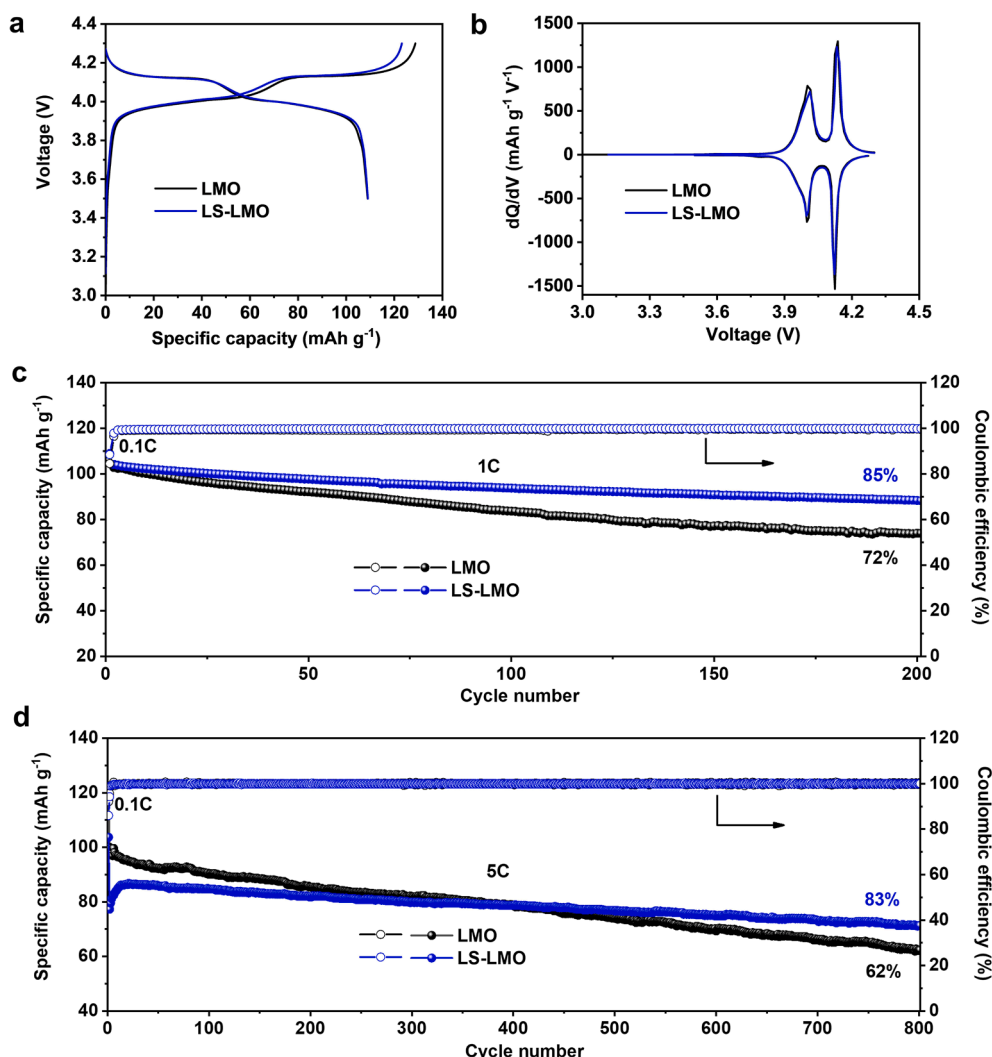 a
4.4
4.2
4.0
3.8
3.6
3.4
3.2
3.0
Voltage (V)
LMO
LS-LMO
0 20 40 60 80 100 120 140
Specific capacity (mAh g⁻¹)
b
1500
1000
500
0
-500
-1000
-1500
dQ/dV (mAh g⁻¹ V⁻¹)
LMO
LS-LMO
3.0 3.3 3.6 3.9 4.2 4.5
Voltage (V)
c
140
120
100
80
60
40
20
Specific capacity (mAh g⁻¹)
0.1C
1C
85%
72%
LMO
LS-LMO
120
100
80
60
40
20
0
Coulombic efficiency (%)
0 50 100 150 200
Cycle number
d
140
120
100
80
60
40
Specific capacity (mAh g⁻¹)
0.1C
5C
83%
62%
LMO
LS-LMO
120
100
80
60
40
20
0
Coulombic efficiency (%)
0 100 200 300 400 500 600 700 800
Cycle number